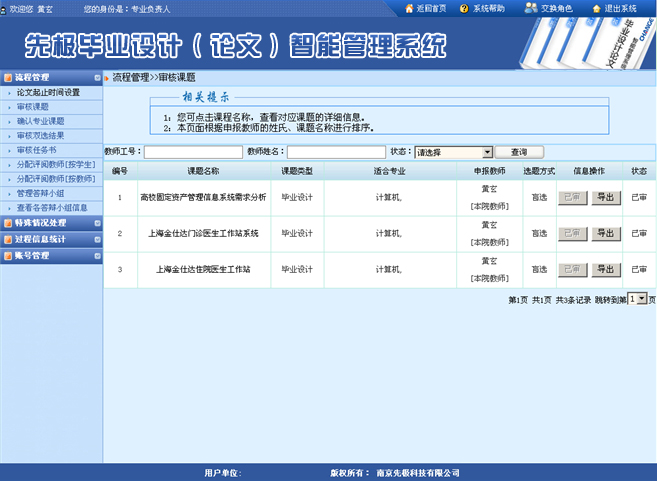 欢迎您 黄玄 您的身份是：专业负责人 返回首页 系统帮助 交换角色 退出系统
先极毕业设计（论文）智能管理系统
毕业设计论文
智能管理系统
CHANGE
流程管理
论文起止时间设置
审核课题
确认专业课题
审核双选结果
审核任务书
分配评阅教师[按学生]
分配评阅教师[按教师]
管理答辩小组
查看各答辩小组信息
特殊情况处理
过程信息统计
账号管理
流程管理>>审核课题
相关提示
1：您可点击课程名称，查看对应课题的详细信息。
2：本页面根据申报教师的姓氏、课题名称进行排序。
教师工号： 教师姓名： 状态： 请选择 查询
编号 课题名称 课题类型 适合专业 申报教师 选题方式 信息操作 状态
1 高校固定资产管理信息系统需求分析 毕业设计 计算机, 黄玄 [本院教师] 盲选 已审 导出 已审
2 上海金仕达门诊医生工作站系统 毕业设计 计算机, 黄玄 [本院教师] 盲选 已审 导出 已审
3 上海金仕达住院医生工作站 毕业设计 计算机, 黄玄 [本院教师] 盲选 已审 导出 已审
第1页 共1页 共3条记录 跳转到第 1 页
用户单位: 版权所有： 南京先极科技有限公司